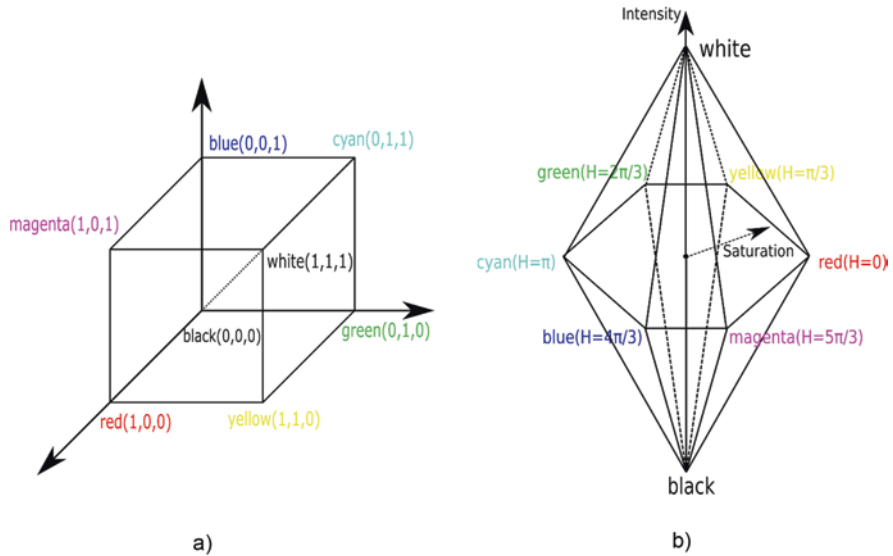 blue(0,0,1)
cyan(0,1,1)
magenta(1,0,1)
white(1,1,1)
black(0,0,0)
green(0,1,0)
red(1,0,0)
yellow(1,1,0)
a)
Intensity
white
green(H=2π/3)
yellow(H=π/3)
Saturation
cyan(H=π)
red(H=0)
blue(H=4π/3)
magenta(H=5π/3)
black
b)